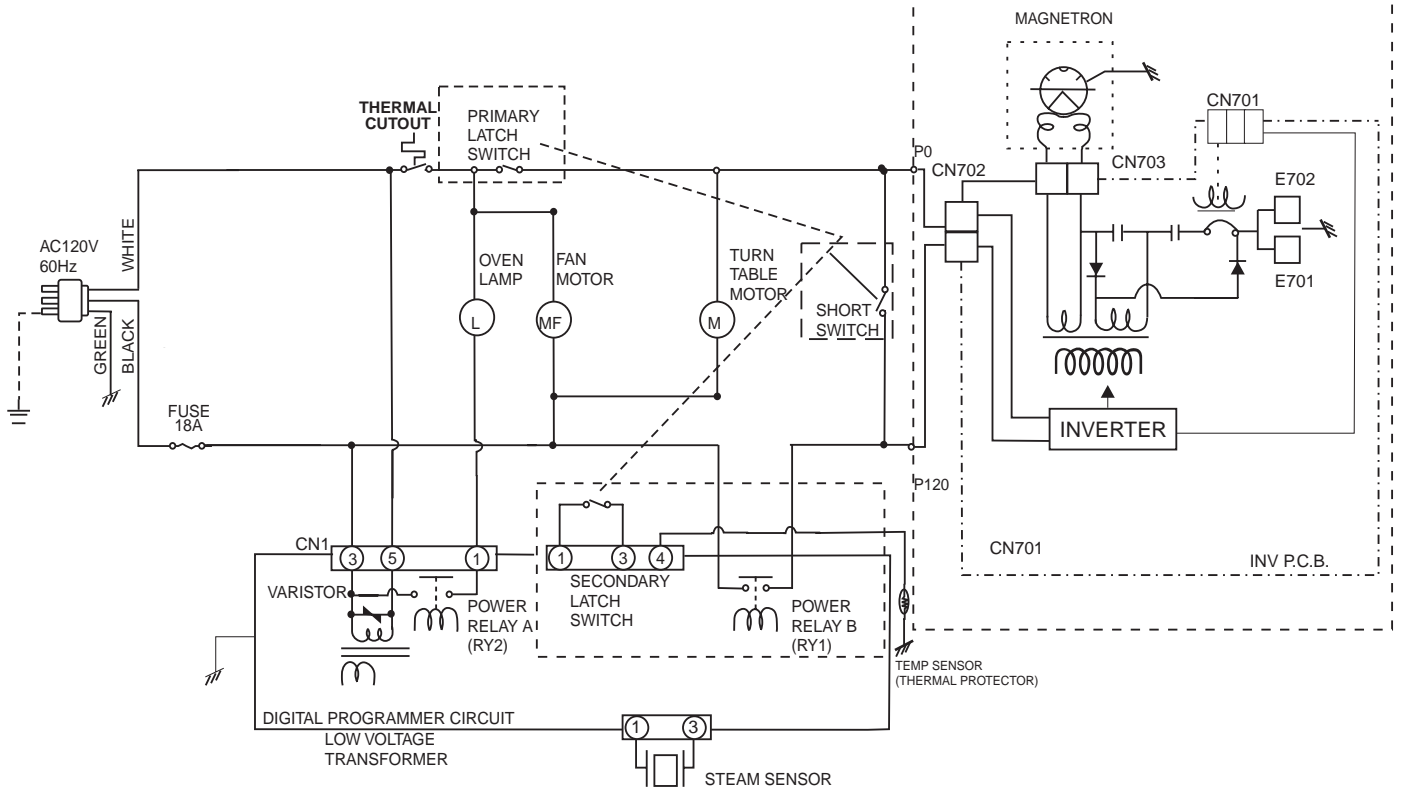 MAGNETRON
CN701
THERMAL
CUTOUT
PRIMARY
LATCH
SWITCH
P0
CN702
CN703
E702
E701
AC120V
60Hz
WHITE
GREEN
BLACK
OVEN
LAMP
FAN
MOTOR
TURN
TABLE
MOTOR
SHORT
SWITCH
L
MF
M
INVERTER
FUSE
18A
P120
CN1
3
5
1
1
3
4
CN701
INV P.C.B.
VARISTOR
SECONDARY
LATCH
SWITCH
POWER
RELAY A
(RY2)
POWER
RELAY B
(RY1)
TEMP SENSOR
(THERMAL PROTECTOR)
DIGITAL PROGRAMMER CIRCUIT
LOW VOLTAGE
TRANSFORMER
1
3
STEAM SENSOR